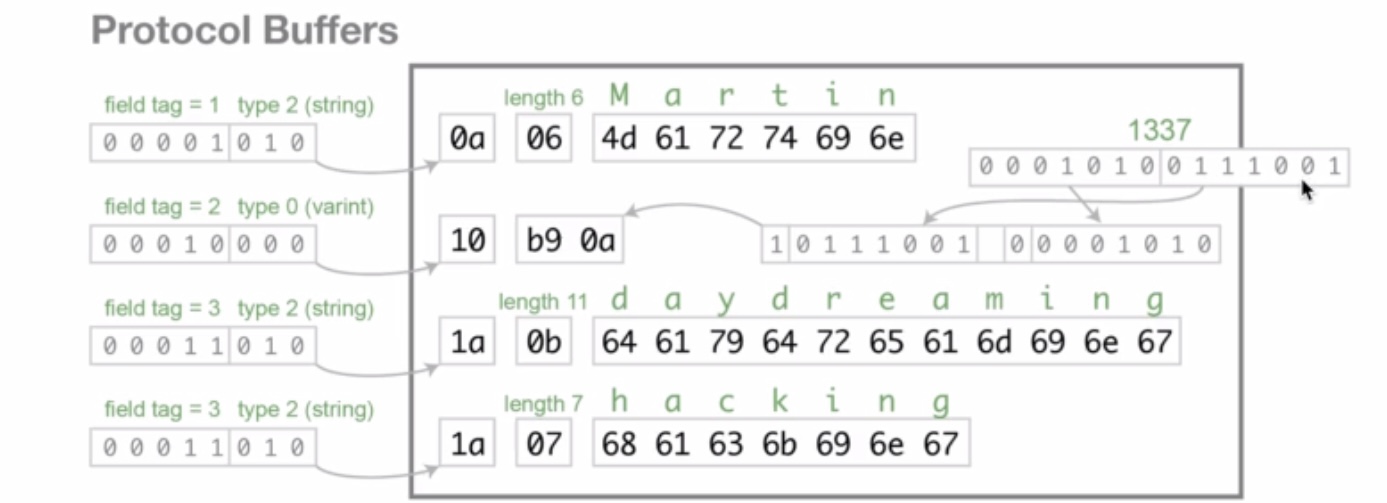 Protocol Buffers
field tag = 1 type 2 (string) length 6 M a r t i n
0 0 0 0 1 0 1 0 0a 06 4d 61 72 74 69 6e
1337
0 0 0 1 0 1 0 0 1 1 1 0 0 1
field tag = 2 type 0 (varint)
0 0 0 1 0 0 0 0 10 b9 0a 1 0 1 1 1 0 0 1 0 0 0 0 1 0 1 0
field tag = 3 type 2 (string) length 11 d a y d r e a m i n g
0 0 0 1 1 0 1 0 1a 0b 64 61 79 64 72 65 61 6d 69 6e 67
field tag = 3 type 2 (string) length 7 h a c k i n g
0 0 0 1 1 0 1 0 1a 07 68 61 63 6b 69 6e 67